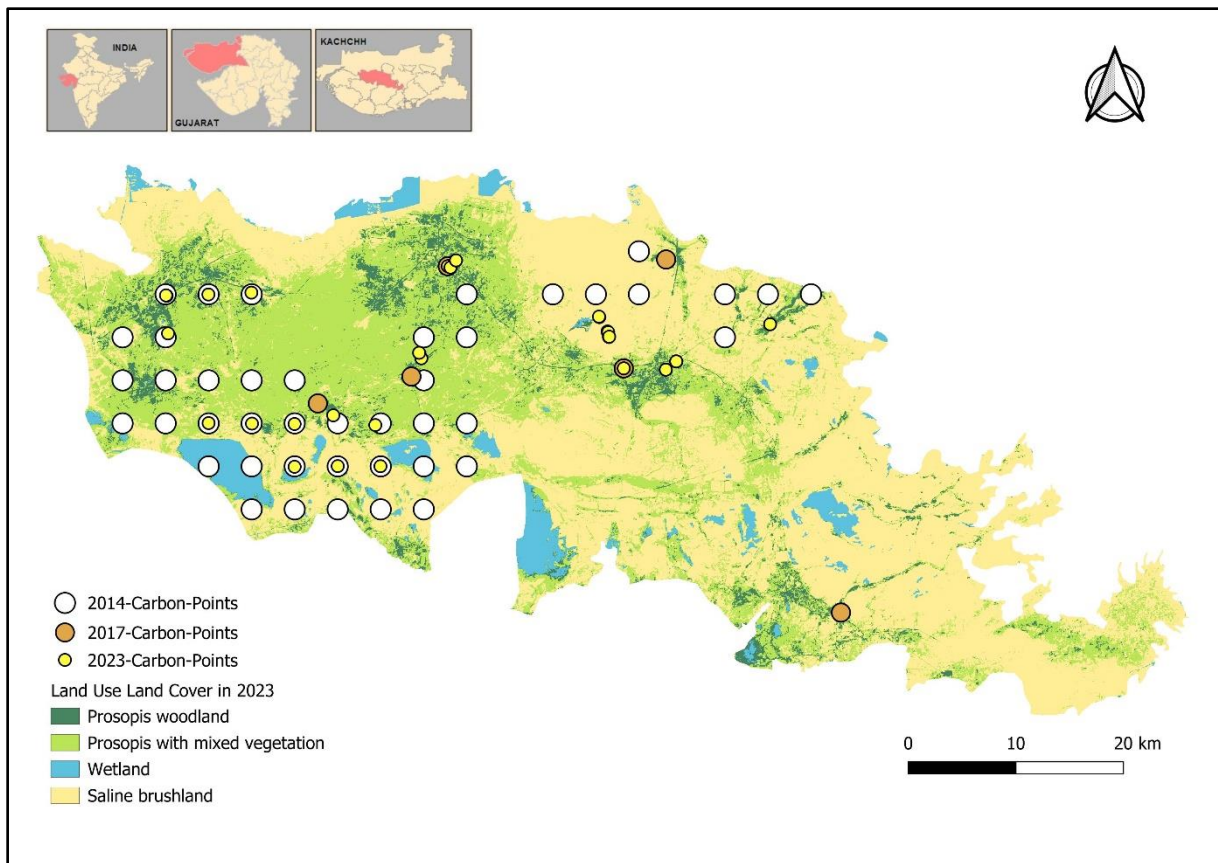 INDIA
GUJARAT
KACHCHH
2014-Carbon-Points
2017-Carbon-Points
2023-Carbon-Points
Land Use Land Cover in 2023
Prosopis woodland
Prosopis with mixed vegetation
Wetland
Saline brushland
0 10 20 km